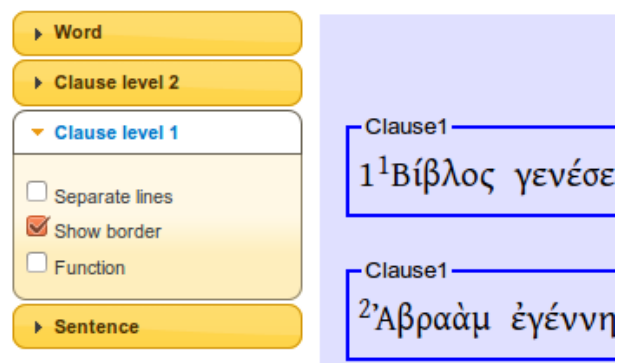 Word
Clause level 2
Clause level 1
Separate lines
Show border
Function
Sentence
Clause1
1¹Βίβλος γενέσε
Clause1
²Ἀβραὰμ ἐγέννη